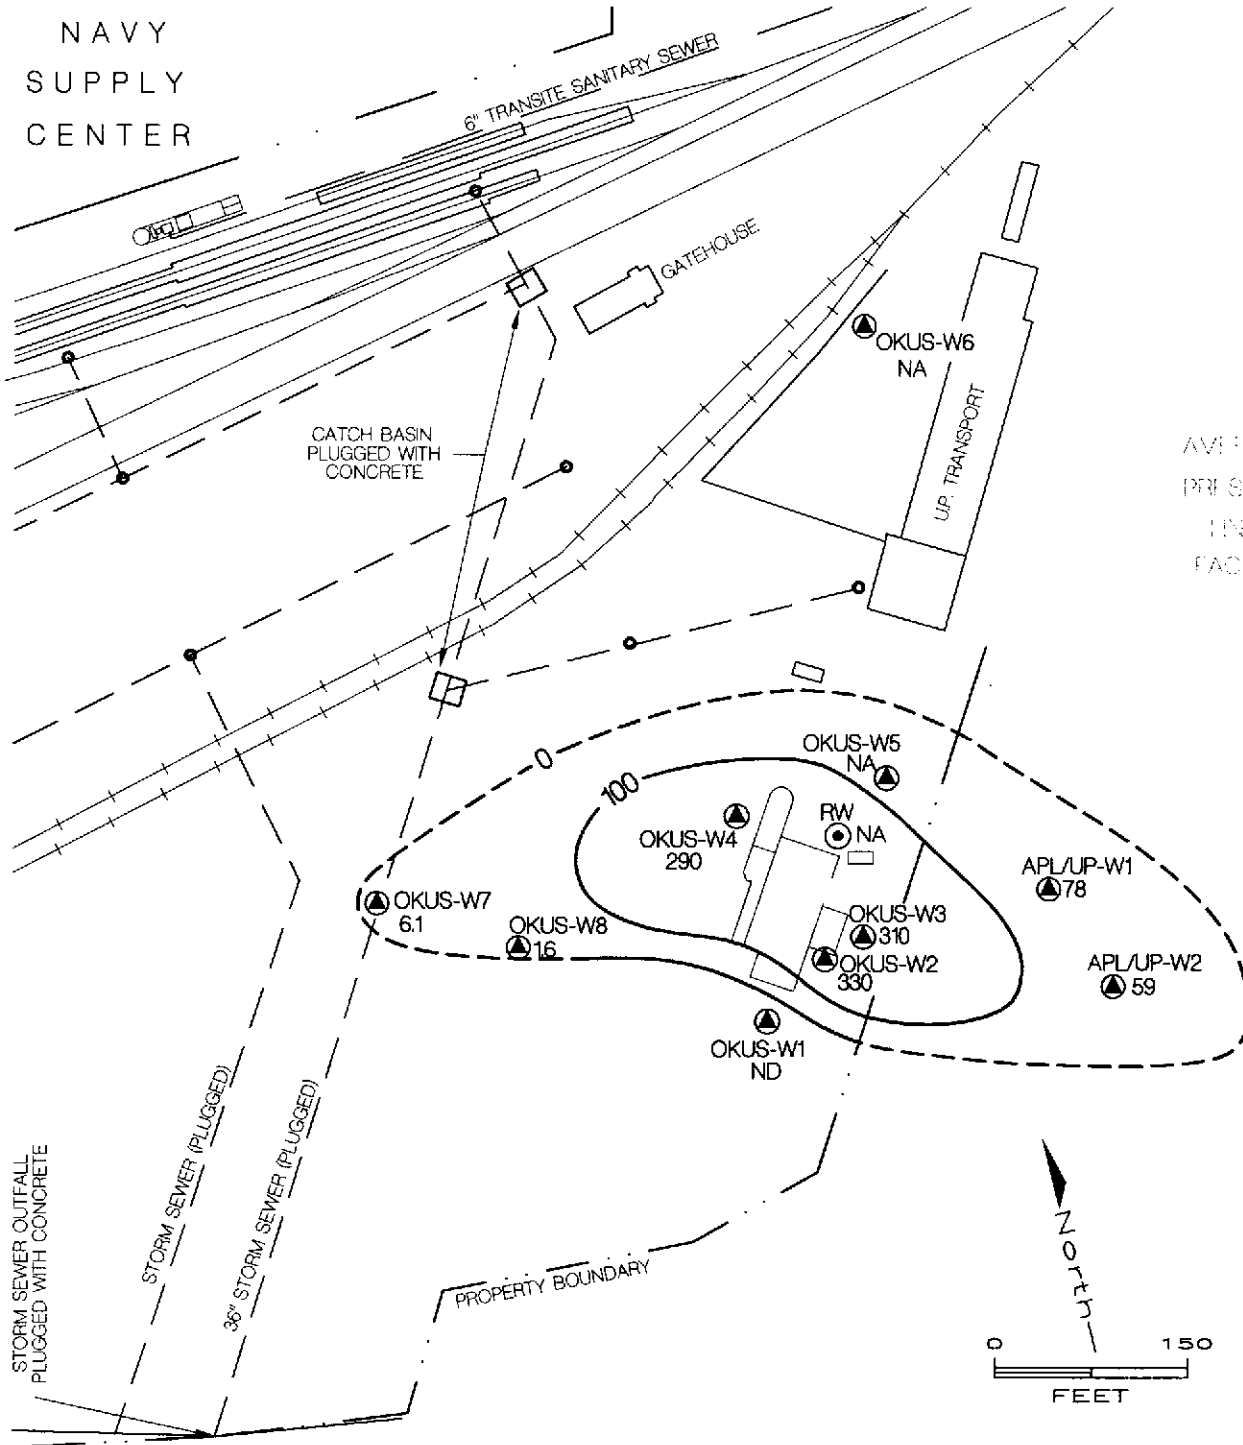 NAVY
SUPPLY
CENTER
6" TRANSITE SANITARY SEWER
GATEHOUSE
OKUS-W6
NA
U.P. TRANSPORT
CATCH BASIN
PLUGGED WITH
CONCRETE
0
100
OKUS-W5
NA
RW
NA
OKUS-W4
290
APL/UP-W1
78
OKUS-W7
6.1
OKUS-W8
1.6
OKUS-W3
310
OKUS-W2
330
APL/UP-W2
59
OKUS-W1
ND
STORM SEWER (PLUGGED)
36" STORM SEWER (PLUGGED)
STORM SEWER OUTFALL
PLUGGED WITH CONCRETE
PROPERTY BOUNDARY
North
0 150
FEET